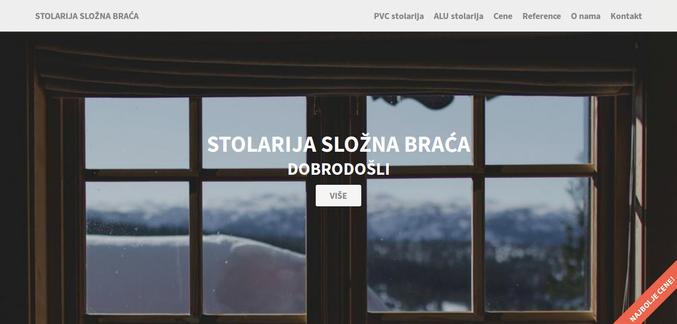 STOLARIJA SLOŽNA BRAĆA
PVC stolarija ALU stolarija Cene Reference O nama Kontakt
STOLARIJA SLOŽNA BRAĆA
DOBRODOŠLI
VIŠE
NAJBOLJE CENE!